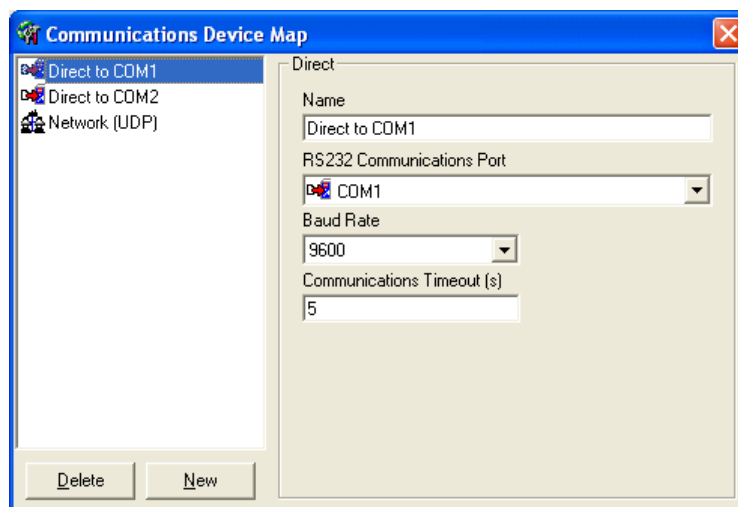 Communications Device Map
Direct to COM1
Direct to COM2
Network (UDP)
Direct
Name
Direct to COM1
RS232 Communications Port
COM1
Baud Rate
9600
Communications Timeout (s)
5
Delete
New